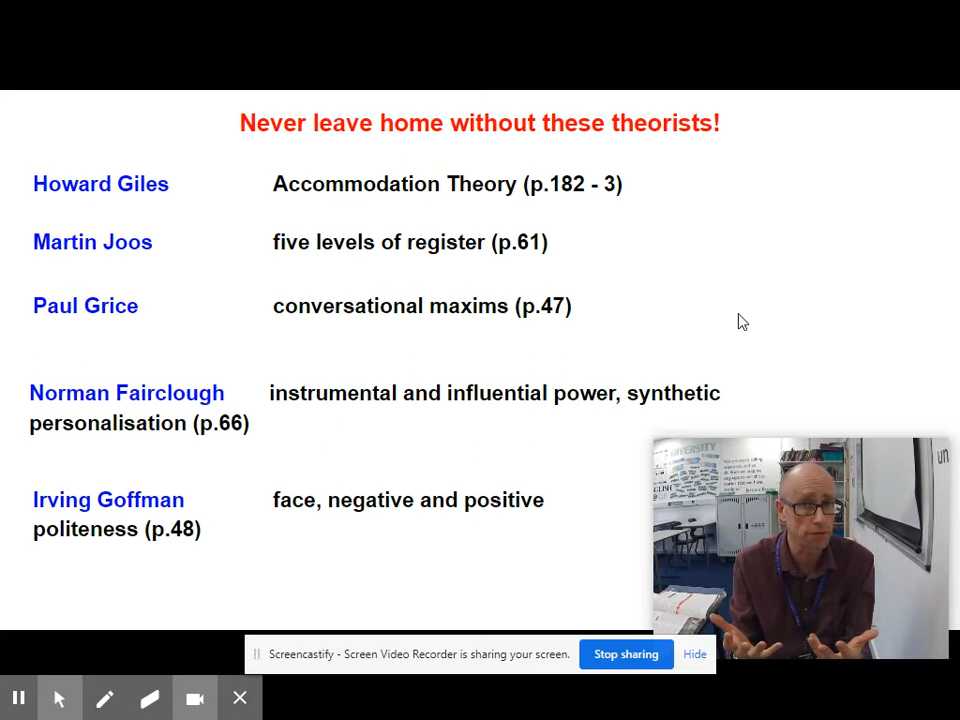 Never leave home without these theorists!
Howard Giles Accommodation Theory (p.182 - 3)
Martin Joos five levels of register (p.61)
Paul Grice conversational maxims (p.47)
Norman Fairclough instrumental and influential power, synthetic
personalisation (p.66)
Irving Goffman face, negative and positive
politeness (p.48)
DIVERSITY
un
Screencastify - Screen Video Recorder is sharing your screen. Stop sharing Hide